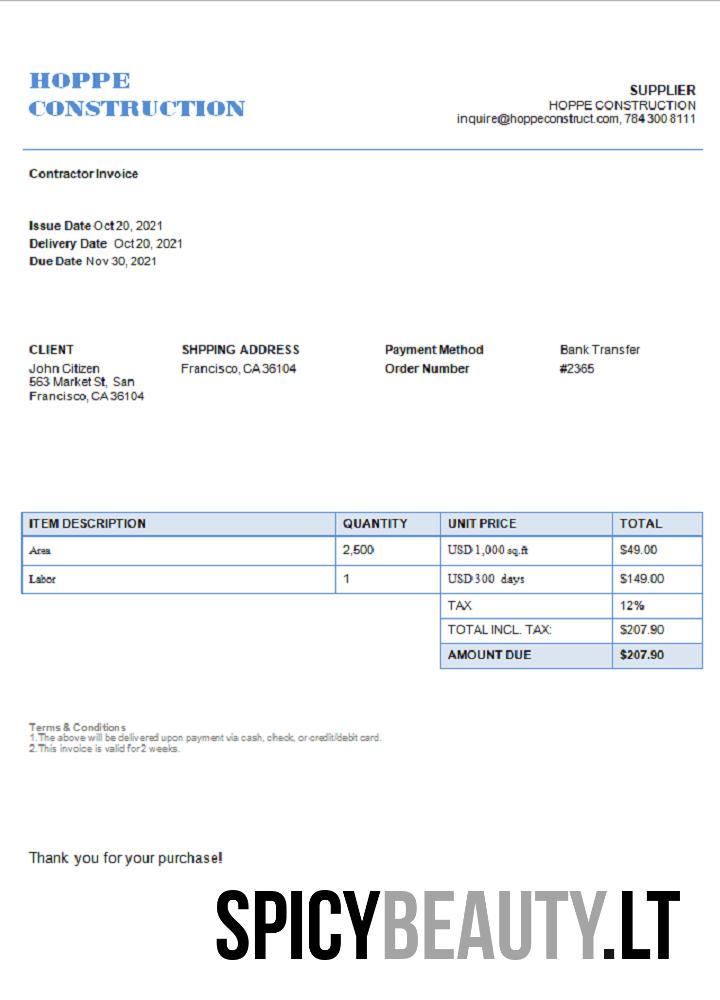 HOPPE
CONSTRUCTION
SUPPLIER
HOPPE CONSTRUCTION
inquire@hoppeconstruct.com, 784 300 8111
Contractor Invoice
Issue Date Oct 20, 2021
Delivery Date Oct 20, 2021
Due Date Nov 30, 2021
CLIENT
John Citizen
563 Market St, San
Francisco, CA 36104
SHPPING ADDRESS
Francisco, CA 36104
Payment Method Bank Transfer
Order Number #2365
ITEM DESCRIPTION QUANTITY UNIT PRICE TOTAL
Area 2,500 USD 1,000 sq.ft $49.00
Labor 1 USD 300 days $149.00
TAX 12%
TOTAL INCL. TAX: $207.90
AMOUNT DUE $207.90
Terms & Conditions
1. The above will be delivered upon payment via cash, check, or credit/debit card.
2. This invoice is valid for 2 weeks.
Thank you for your purchase!
SPICYBEAUTY.LT